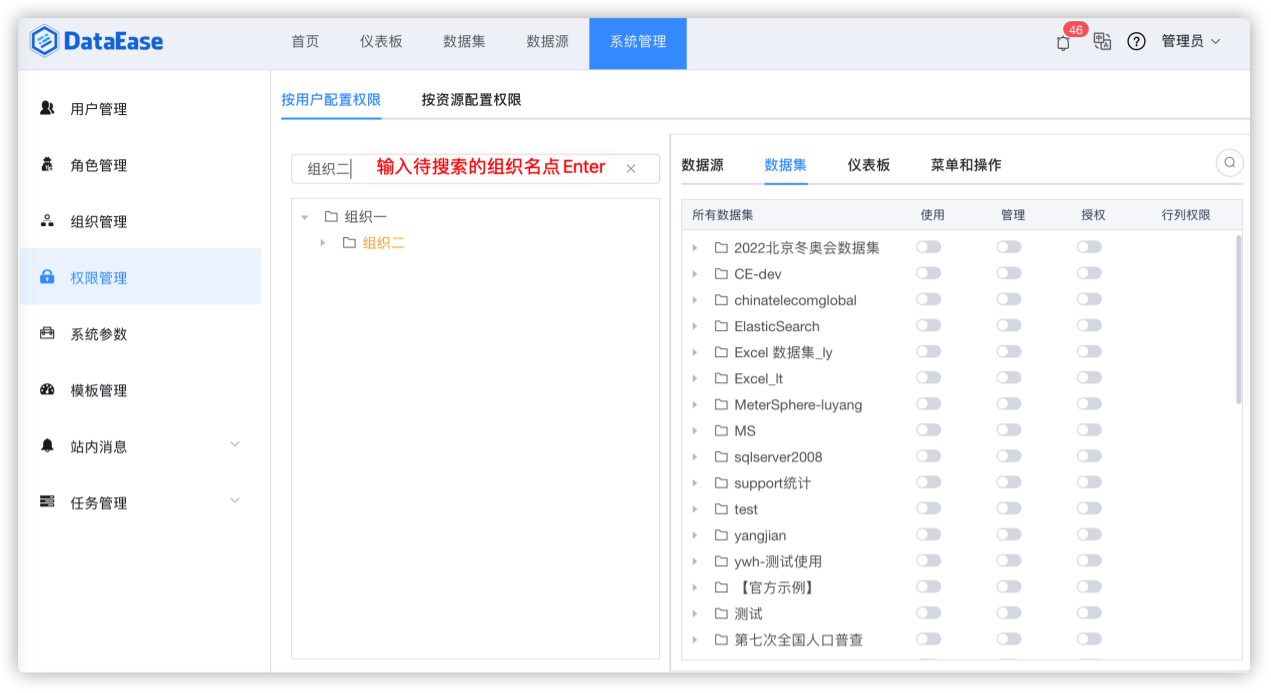 DataEase
首页 仪表板 数据集 数据源 系统管理
46
管理员
用户管理
角色管理
组织管理
权限管理
系统参数
模板管理
站内消息
任务管理
按用户配置权限 按资源配置权限
组织二 输入待搜索的组织名点Enter
组织一
组织二
数据源 数据集 仪表板 菜单和操作
所有数据集 使用 管理 授权 行列权限
2022北京冬奥会数据集
CE-dev
chinatelecomglobal
ElasticSearch
Excel 数据集_ly
Excel_lt
MeterSphere-luyang
MS
sqlserver2008
support统计
test
yangjian
ywh-测试使用
【官方示例】
测试
第七次全国人口普查